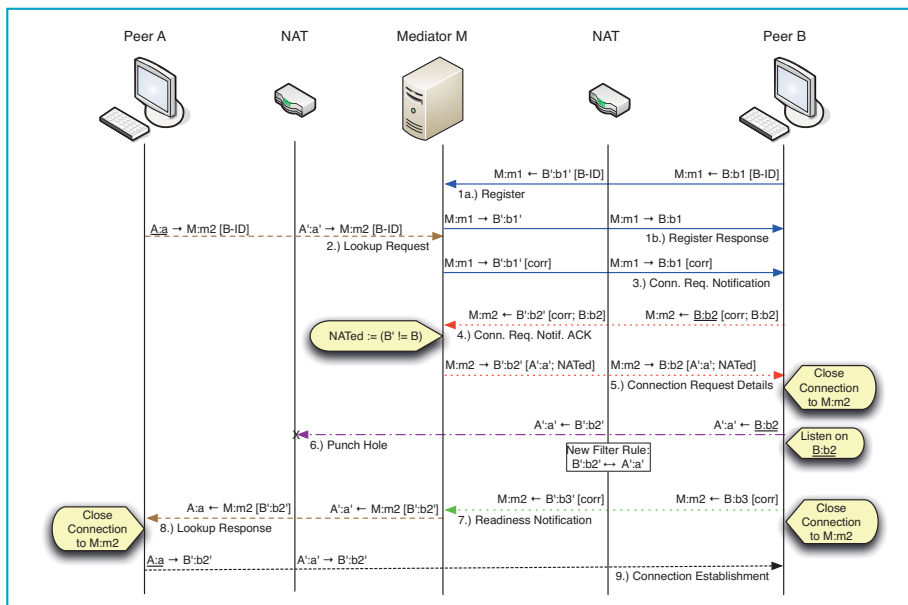 Peer A
NAT
Mediator M
NAT
Peer B
M:m1 ← B':b1' [B-ID]
M:m1 ← B:b1 [B-ID]
1a.) Register
A:a → M:m2 [B-ID]
A':a' → M:m2 [B-ID]
M:m1 → B':b1'
M:m1 → B:b1
2.) Lookup Request
1b.) Register Response
M:m1 → B':b1' [corr]
M:m1 → B:b1 [corr]
3.) Conn. Req. Notification
M:m2 ← B':b2' [corr; B:b2]
M:m2 ← B:b2 [corr; B:b2]
NATed := (B' != B)
4.) Conn. Req. Notif. ACK
M:m2 → B':b2' [A':a'; NATed]
M:m2 → B:b2 [A':a'; NATed]
5.) Connection Request Details
Close
Connection
to M:m2
A':a' ← B':b2'
A':a' ← B:b2
X
6.) Punch Hole
Listen on
B:b2
New Filter Rule:
B':b2' ↔ A':a'
A:a ← M:m2 [B':b2']
A':a' ← M:m2 [B':b2']
M:m2 ← B':b3' [corr]
M:m2 ← B:b3 [corr]
Close
Connection
to M:m2
8.) Lookup Response
7.) Readiness Notification
Close
Connection
to M:m2
A:a → B':b2'
A':a' → B':b2'
9.) Connection Establishment